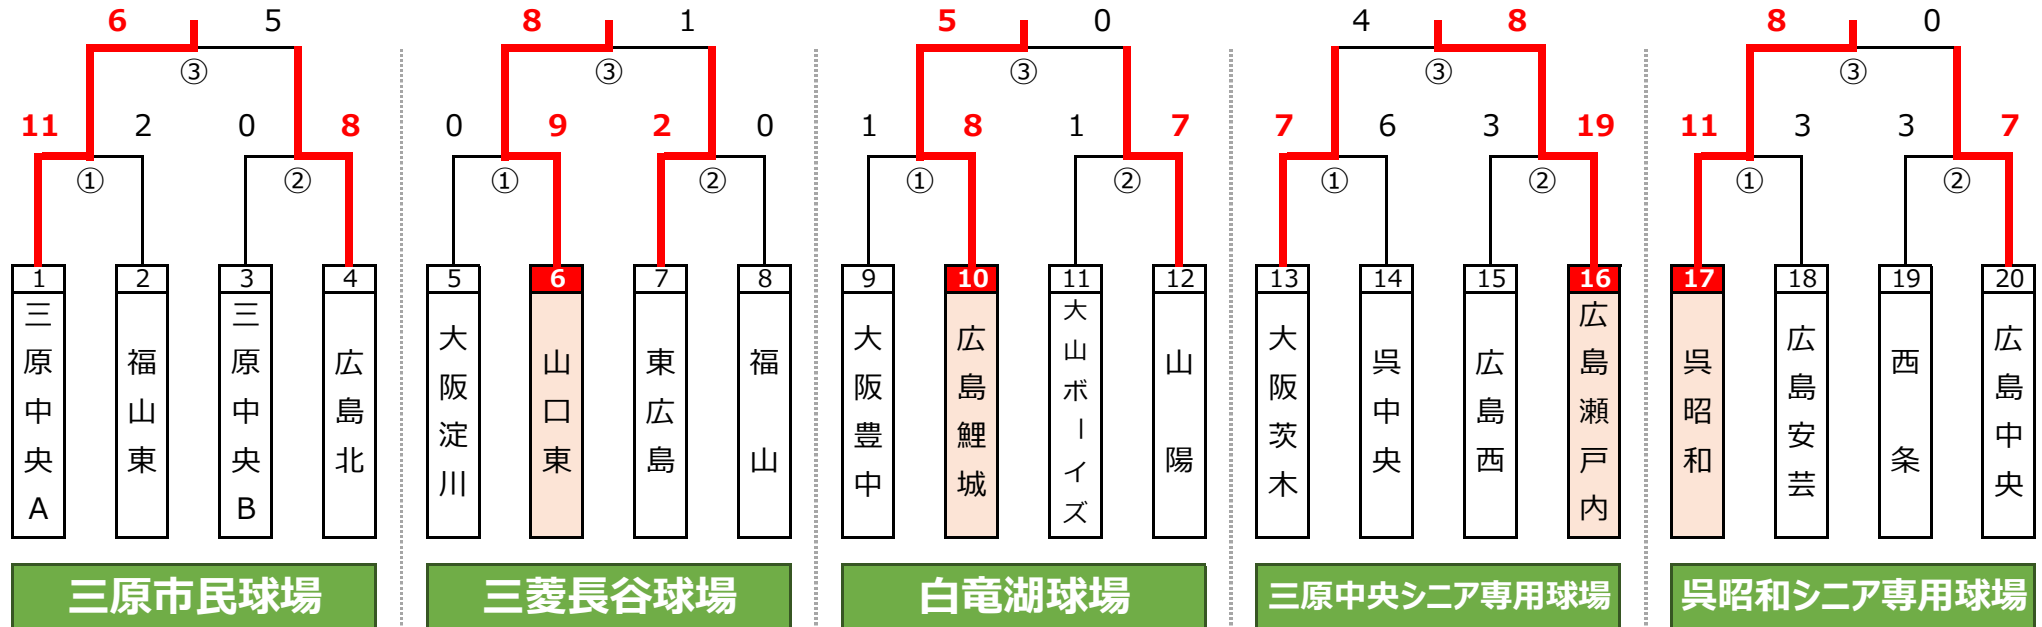 6 5 8 1 5 0 4 8 8 0
③ ③ ③ ③ ③
11 2 0 8 0 9 2 0 1 8 1 7 7 6 3 19 11 3 3 7
① ② ① ② ① ② ① ② ① ②
1 2 3 4 5 6 7 8 9 10 11 12 13 14 15 16 17 18 19 20
三原中央A
福山東
三原中央B
広島北
大阪淀川
山口東
東広島
福山
大阪豊中
広島鯉城
大山ボーイズ
山陽
大阪茨木
呉中央
広島西
広島瀬戸内
呉昭和
広島安芸
西条
広島中央
三原市民球場
三菱長谷球場
白竜湖球場
三原中央シニア専用球場
呉昭和シニア専用球場